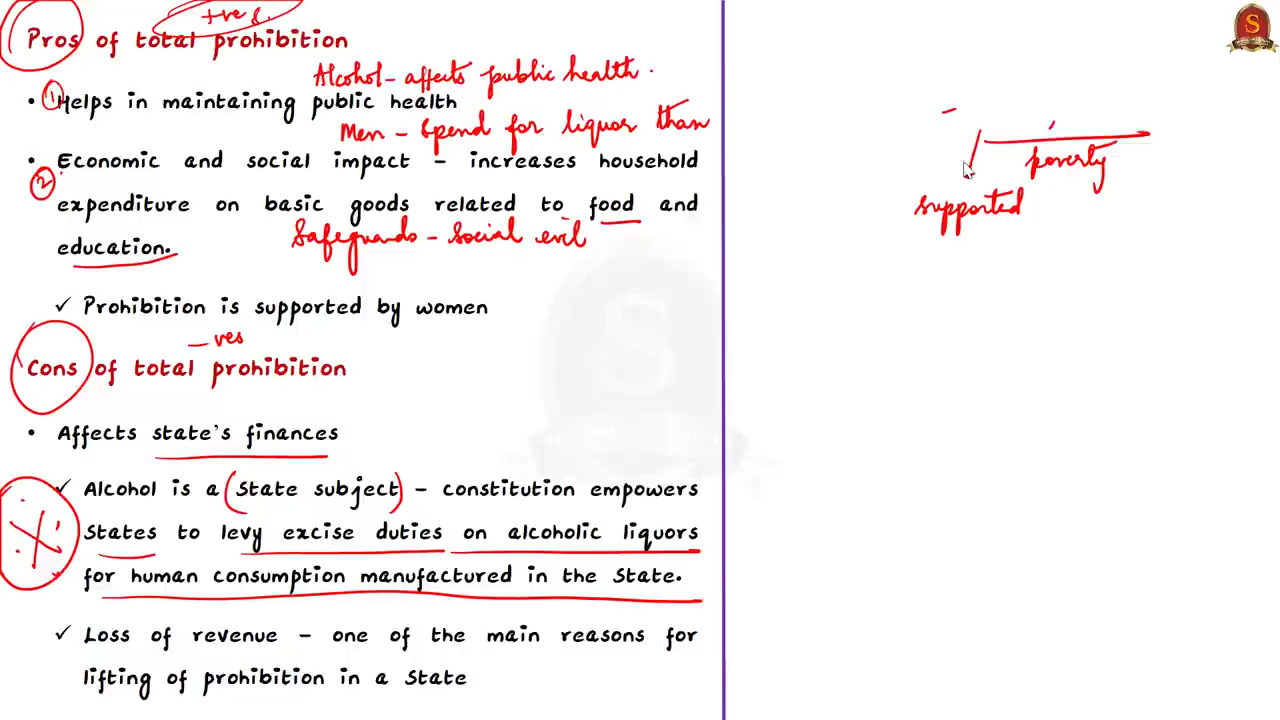 +ve
Pros of total prohibition
Alcohol - affects public health.
• ① Helps in maintaining public health
Men - Spend for liquor than
• Economic and social impact - increases household
②
expenditure on basic goods related to food and
Safeguards - Social evil
education.
✓ Prohibition is supported by women
- ves
Cons of total prohibition
• Affects state's finances
✓ Alcohol is a (State subject) - constitution empowers
States to levy excise duties on alcoholic liquors
for human consumption manufactured in the State.
✓ Loss of revenue - one of the main reasons for
lifting of prohibition in a State
poverty
supported
S